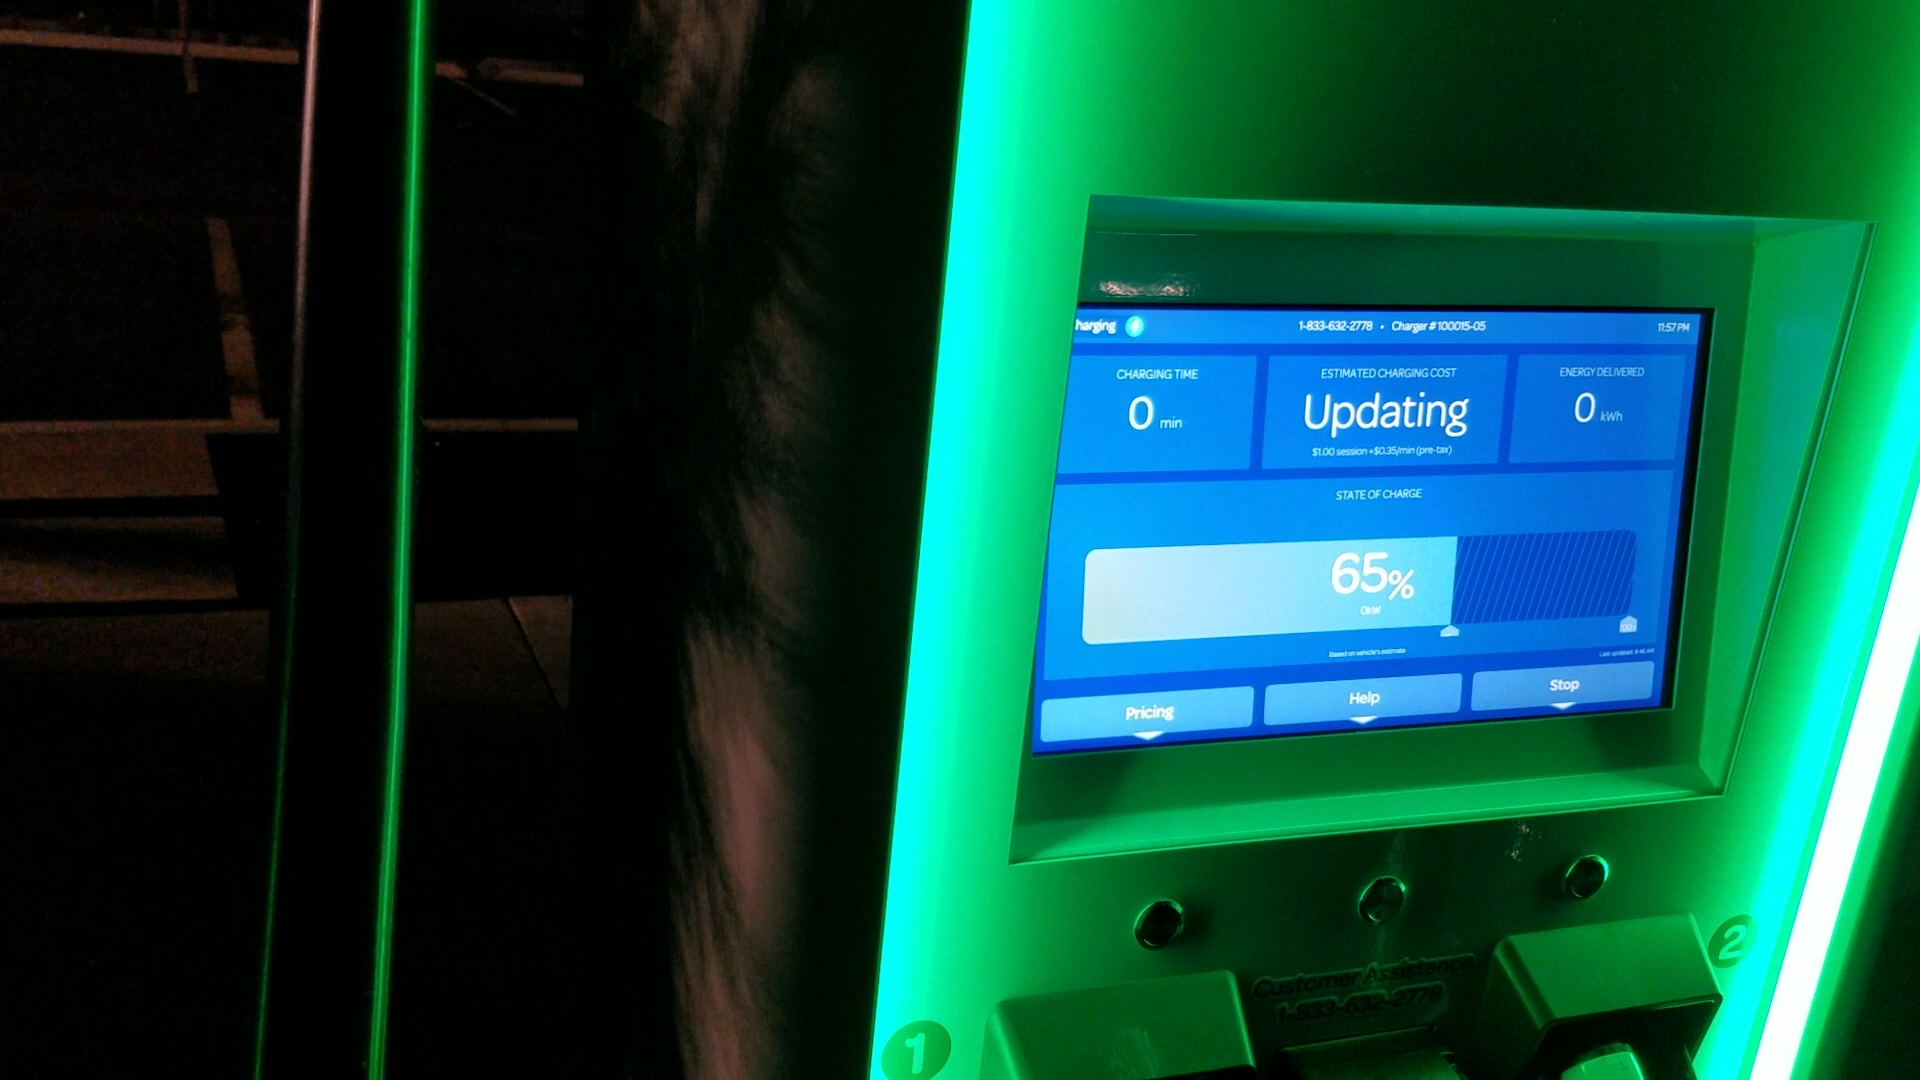 harging
1-833-632-2778 • Charger # 100015-05
11:57 PM
CHARGING TIME
0 min
ESTIMATED CHARGING COST
Updating
$1.00 session +$0.35/min (pre-tax)
ENERGY DELIVERED
0 kWh
STATE OF CHARGE
65%
0kW
Based on vehicle's estimate
Last updated
Pricing
Help
Stop
Customer Assistance
1-833-632-2778
1
2